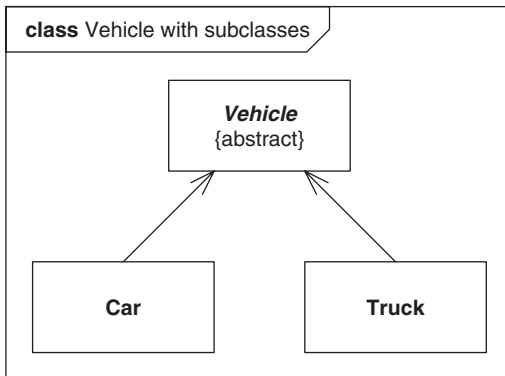 class Vehicle with subclasses
Vehicle
{abstract}
Car
Truck